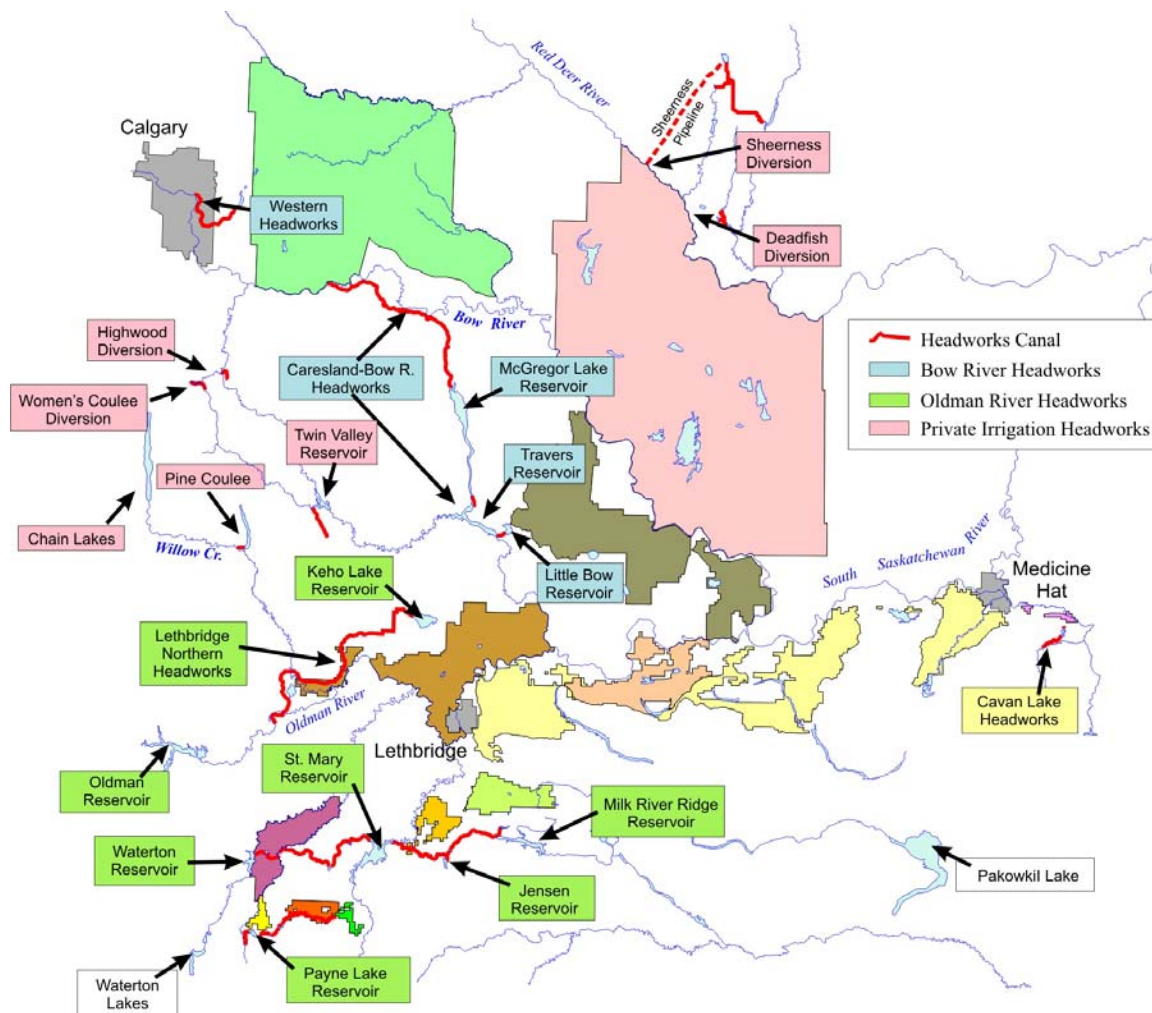 Red Deer River
Sheerness
Pipeline
Calgary
Sheerness
Diversion
Western
Headworks
Deadfish
Diversion
Bow River
Highwood
Diversion
Caresland-Bow R.
Headworks
McGregor Lake
Reservoir
Women's Coulee
Diversion
Headworks Canal
Bow River Headworks
Oldman River Headworks
Private Irrigation Headworks
Twin Valley
Reservoir
Travers
Reservoir
Pine Coulee
Chain Lakes
Willow Cr.
Keho Lake
Reservoir
Little Bow
Reservoir
South Saskatchewan River
Medicine
Hat
Lethbridge
Northern
Headworks
Oldman River
Cavan Lake
Headworks
Lethbridge
Oldman
Reservoir
St. Mary
Reservoir
Milk River Ridge
Reservoir
Waterton
Reservoir
Jensen
Reservoir
Pakowkil Lake
Waterton
Lakes
Payne Lake
Reservoir